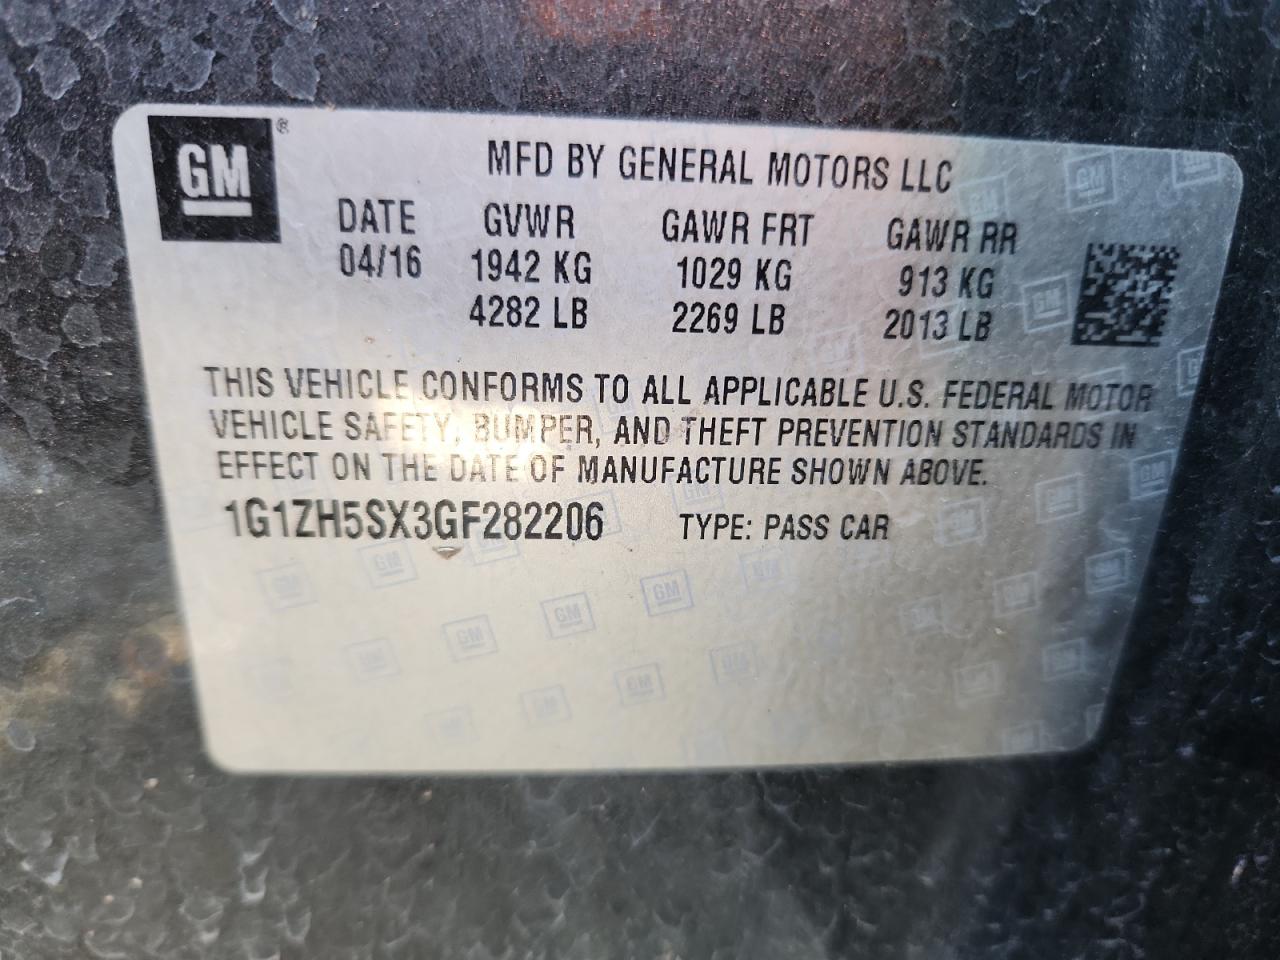 GM ®
MFD BY GENERAL MOTORS LLC
DATE GVWR GAWR FRT GAWR RR
04/16 1942 KG 1029 KG 913 KG
4282 LB 2269 LB 2013 LB
THIS VEHICLE CONFORMS TO ALL APPLICABLE U.S. FEDERAL MOTOR
VEHICLE SAFETY, BUMPER, AND THEFT PREVENTION STANDARDS IN
EFFECT ON THE DATE OF MANUFACTURE SHOWN ABOVE.
1G1ZH5SX3GF282206 TYPE: PASS CAR